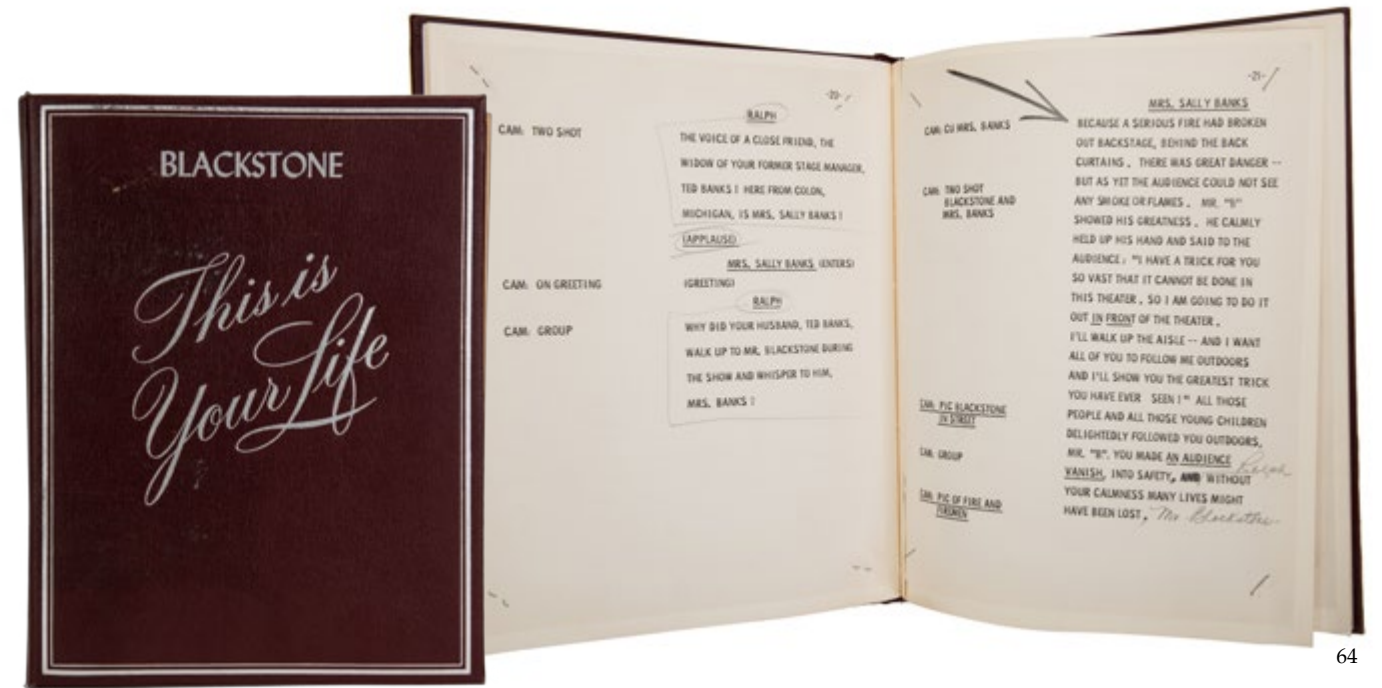 BLACKSTONE
This is
Your Life
-20-
RALPH
CAM: TWO SHOT
THE VOICE OF A CLOSE FRIEND, THE
WIDOW OF YOUR FORMER STAGE MANAGER,
TED BANKS! HERE FROM COLON,
MICHIGAN, IS MRS. SALLY BANKS!
(APPLAUSE)
MRS. SALLY BANKS (ENTERS)
CAM: ON GREETING
(GREETING)
RALPH
CAM: GROUP
WHY DID YOUR HUSBAND, TED BANKS,
WALK UP TO MR. BLACKSTONE DURING
THE SHOW AND WHISPER TO HIM,
MRS. BANKS?
-21-
MRS. SALLY BANKS
CAM: CU MRS. BANKS
BECAUSE A SERIOUS FIRE HAD BROKEN
OUT BACKSTAGE, BEHIND THE BACK
CURTAINS. THERE WAS GREAT DANGER --
CAM: TWO SHOT
BLACKSTONE AND
MRS. BANKS
BUT AS YET THE AUDIENCE COULD NOT SEE
ANY SMOKE OR FLAMES. MR. "B"
SHOWED HIS GREATNESS. HE CALMLY
HELD UP HIS HAND AND SAID TO THE
AUDIENCE: "I HAVE A TRICK FOR YOU
SO VAST THAT IT CANNOT BE DONE IN
THIS THEATER, SO I AM GOING TO DO IT
OUT IN FRONT OF THE THEATER.
I'LL WALK UP THE AISLE -- AND I WANT
ALL OF YOU TO FOLLOW ME OUTDOORS
AND I'LL SHOW YOU THE GREATEST TRICK
YOU HAVE EVER SEEN!" ALL THOSE
CAM: PIC BLACKSTONE
IN STREET
PEOPLE AND ALL THOSE YOUNG CHILDREN
DELIGHTEDLY FOLLOWED YOU OUTDOORS,
CAM: GROUP
MR. "B". YOU MADE AN AUDIENCE
Ralph
VANISH, INTO SAFETY, AND WITHOUT
CAM: PIC OF FIRE AND
FIREMEN
YOUR CALMNESS MANY LIVES MIGHT
HAVE BEEN LOST, Mr Blackstone
64